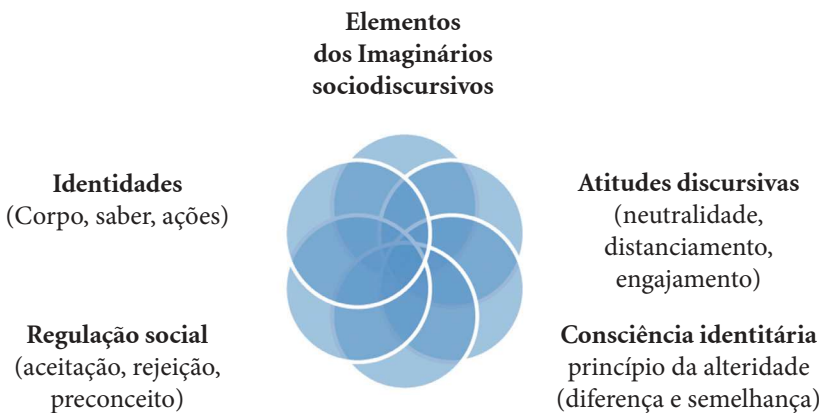 Elementos
dos Imaginários
sociodiscursivos
Identidades
(Corpo, saber, ações)
Atitudes discursivas
(neutralidade,
distanciamento,
engajamento)
Regulação social
(aceitação, rejeição,
preconceito)
Consciência identitária
princípio da alteridade
(diferença e semelhança)